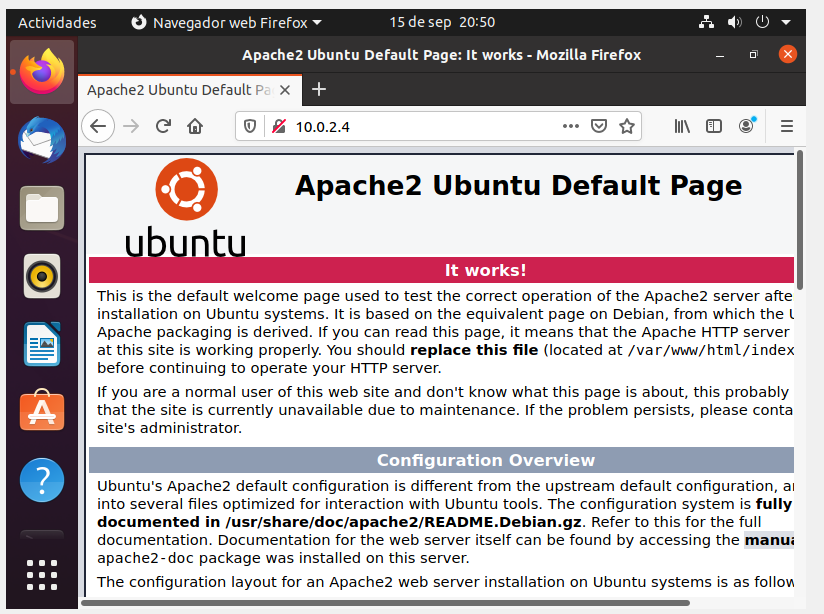 Actividades
Navegador web Firefox
15 de sep 20:50
Apache2 Ubuntu Default Page: It works - Mozilla Firefox
Apache2 Ubuntu Default Pa
10.0.2.4
ubuntu
Apache2 Ubuntu Default Page
It works!
This is the default welcome page used to test the correct operation of the Apache2 server afte
installation on Ubuntu systems. It is based on the equivalent page on Debian, from which the U
Apache packaging is derived. If you can read this page, it means that the Apache HTTP server
at this site is working properly. You should replace this file (located at /var/www/html/index
before continuing to operate your HTTP server.
If you are a normal user of this web site and don't know what this page is about, this probably
that the site is currently unavailable due to maintenance. If the problem persists, please conta
site's administrator.
Configuration Overview
Ubuntu's Apache2 default configuration is different from the upstream default configuration, a
into several files optimized for interaction with Ubuntu tools. The configuration system is fully
documented in /usr/share/doc/apache2/README.Debian.gz. Refer to this for the full
documentation. Documentation for the web server itself can be found by accessing the manua
apache2-doc package was installed on this server.
The configuration layout for an Apache2 web server installation on Ubuntu systems is as follow